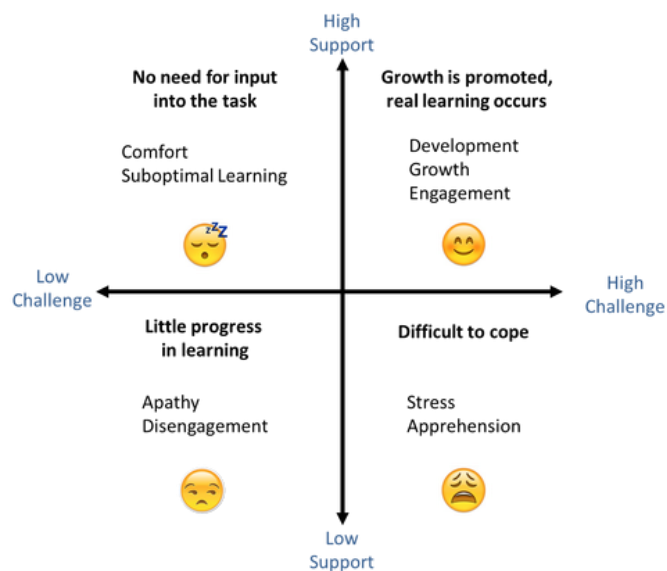 High
Support
No need for input
into the task
Growth is promoted,
real learning occurs
Comfort
Suboptimal Learning
Development
Growth
Engagement
zzZ
Low
Challenge
High
Challenge
Little progress
in learning
Difficult to cope
Apathy
Disengagement
Stress
Apprehension
Low
Support